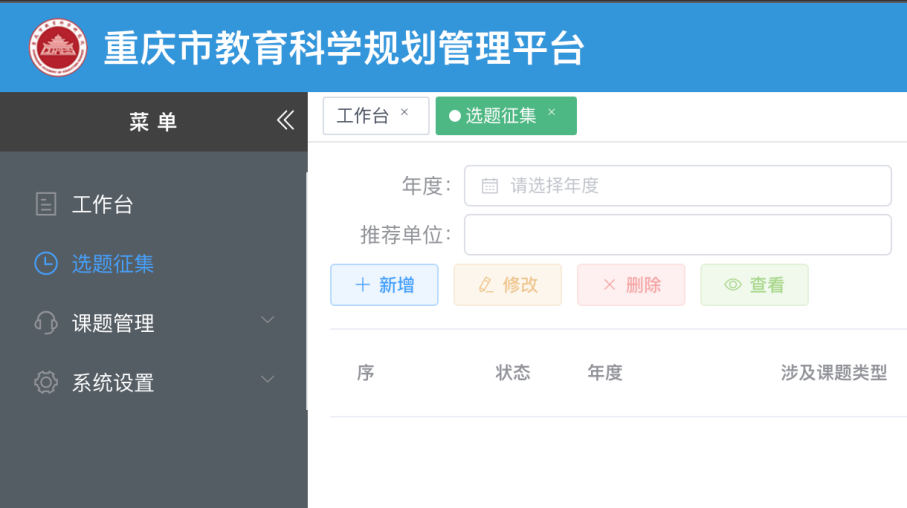 重庆市教育科学规划管理平台
菜单
工作台 ×
选题征集 ×
工作台
选题征集
课题管理
系统设置
年度：
请选择年度
推荐单位：
新增
修改
删除
查看
序 状态 年度 涉及课题类型